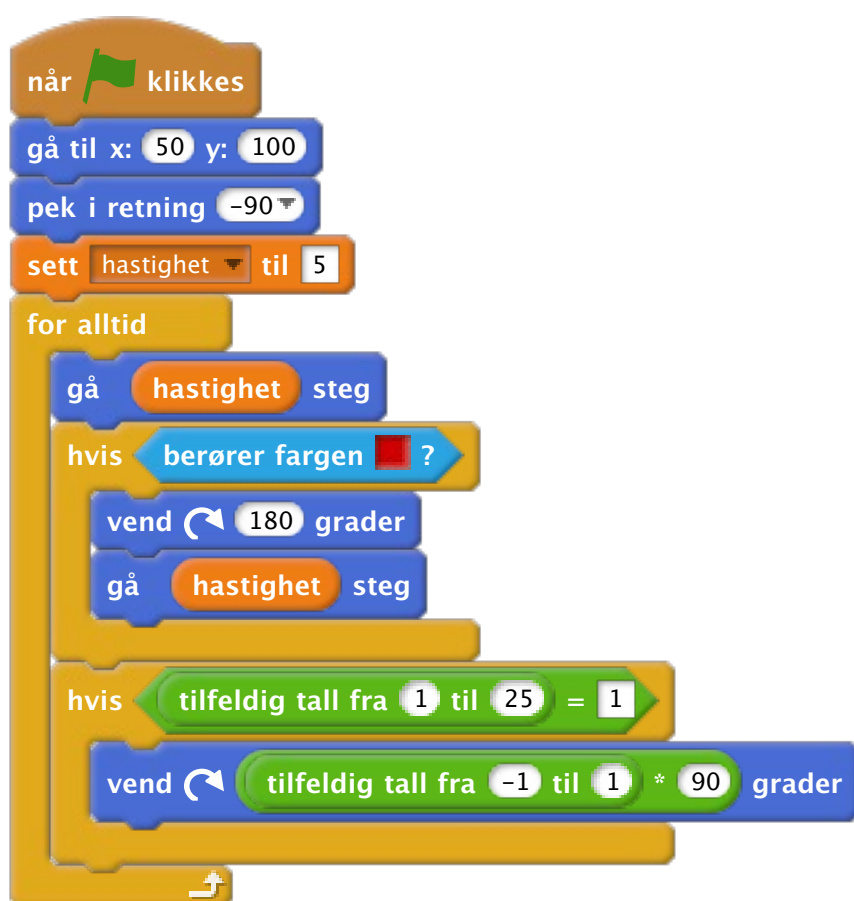 når klikkes
gå til x: 50 y: 100
pek i retning -90
sett hastighet til 5
for alltid
gå hastighet steg
hvis berører fargen ?
vend 180 grader
gå hastighet steg
hvis tilfeldig tall fra 1 til 25 = 1
vend tilfeldig tall fra -1 til 1 * 90 grader